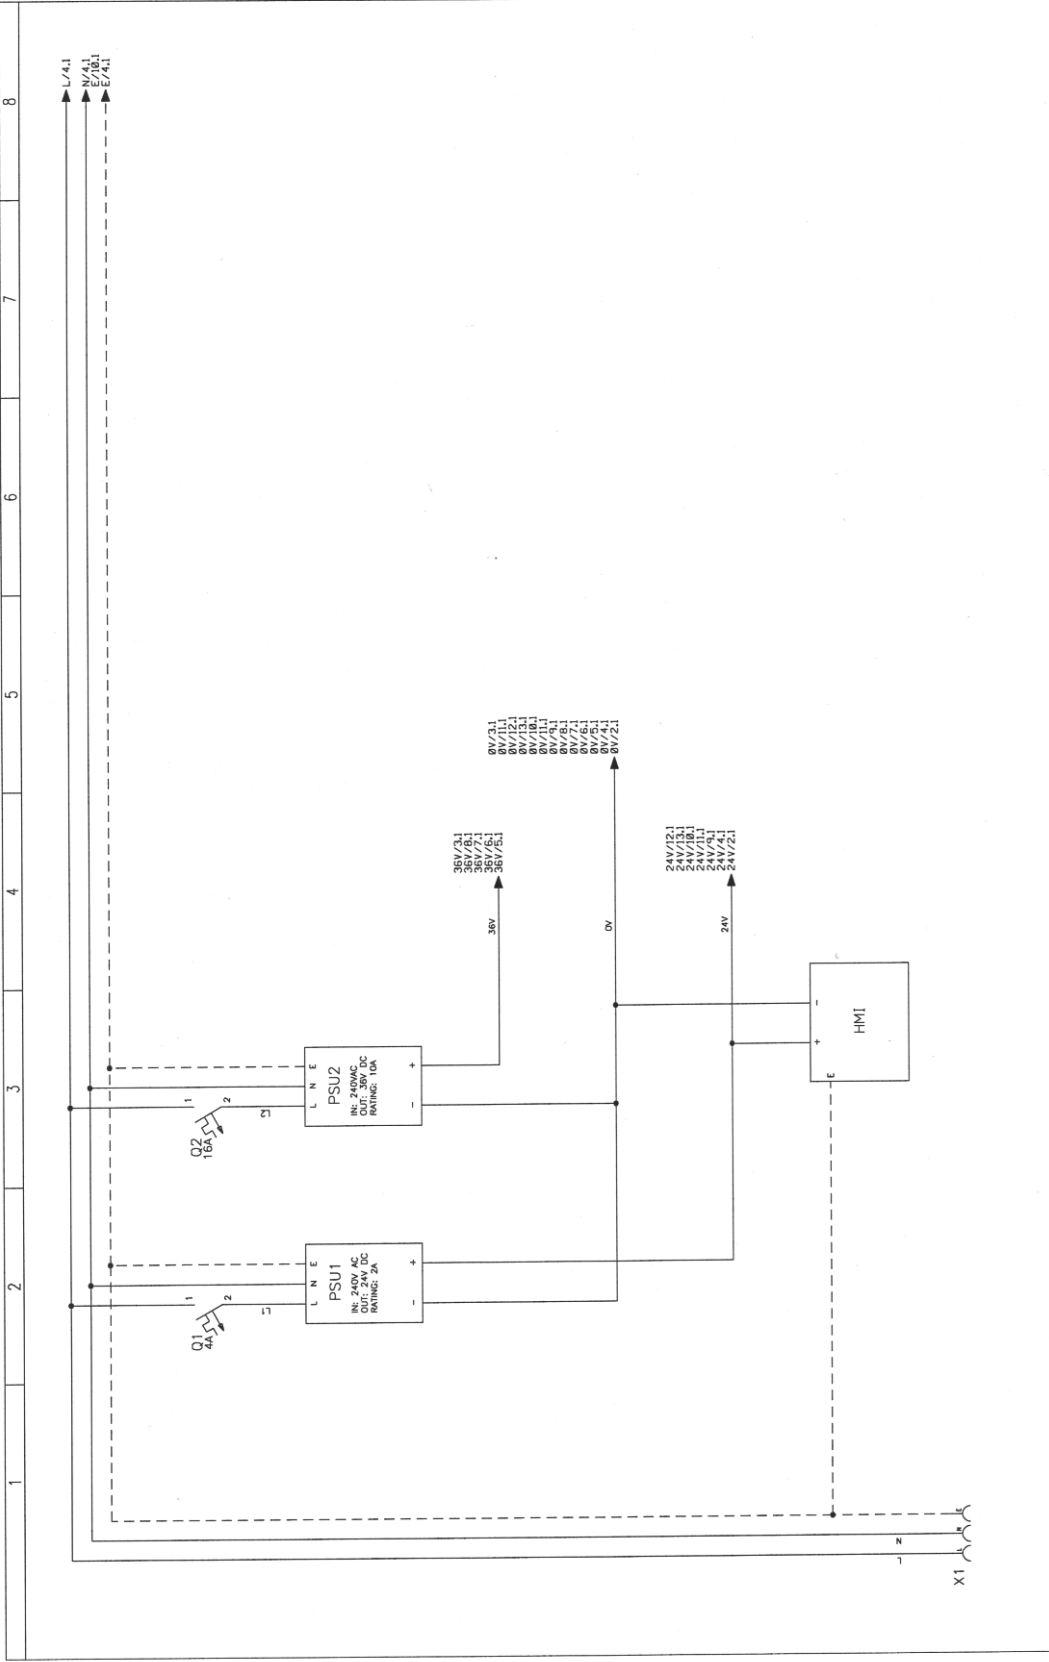 1
2
3
4
5
6
7
8
L/4.1
N/4.1
E/10.1
E/4.1
Q1
4A
1
2
L1
Q2
16A
1
2
L2
L N E
PSU1
IN: 240V AC
OUT: 24V DC
RATING: 2A
- +
L N E
PSU2
IN: 240VAC
OUT: 36V DC
RATING: 10A
- +
36V/3.1
36V/8.1
36V/7.1
36V/6.1
36V/5.1
36V
0V/3.1
0V/11.1
0V/12.1
0V/13.1
0V/10.1
0V/11.1
0V/9.1
0V/8.1
0V/7.1
0V/6.1
0V/5.1
0V/4.1
0V/2.1
0V
24V/12.1
24V/13.1
24V/10.1
24V/11.1
24V/9.1
24V/4.1
24V/2.1
24V
E + -
HMI
L
N
X1
L N E